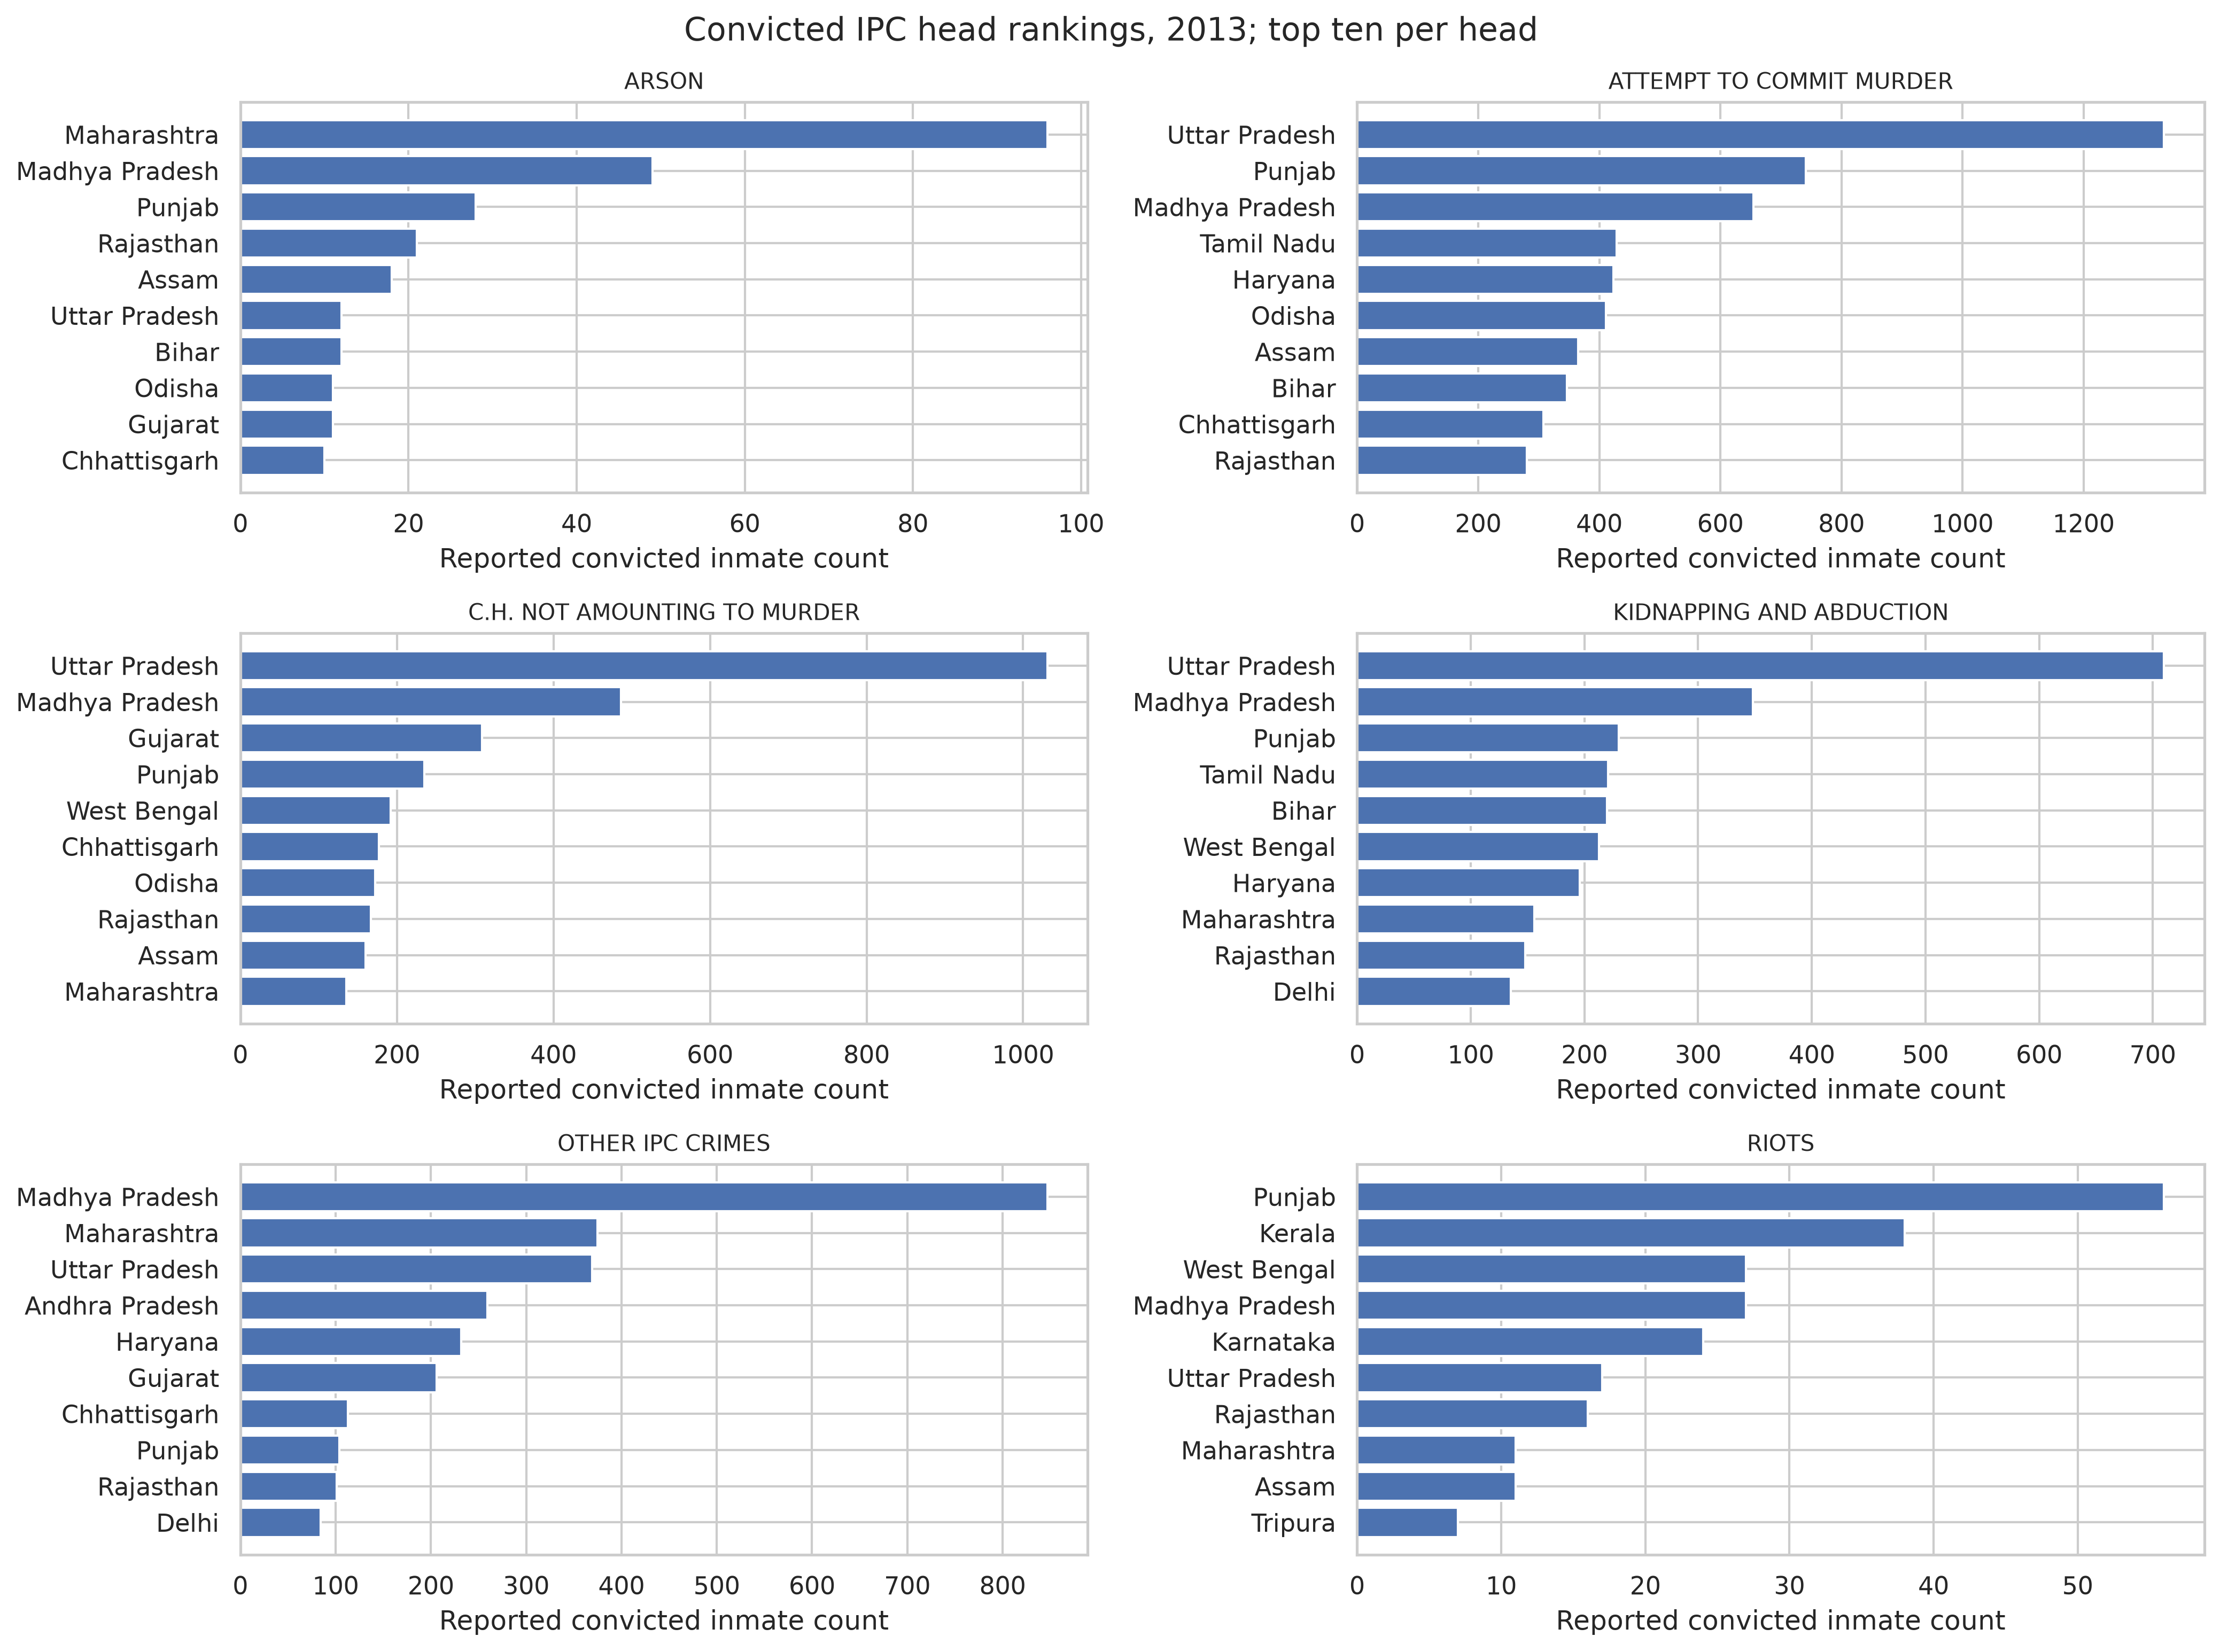 Convicted IPC head rankings, 2013; top ten per head
ARSON
Maharashtra
Madhya Pradesh
Punjab
Rajasthan
Assam
Uttar Pradesh
Bihar
Odisha
Gujarat
Chhattisgarh
0 20 40 60 80 100
Reported convicted inmate count
ATTEMPT TO COMMIT MURDER
Uttar Pradesh
Punjab
Madhya Pradesh
Tamil Nadu
Haryana
Odisha
Assam
Bihar
Chhattisgarh
Rajasthan
0 200 400 600 800 1000 1200
Reported convicted inmate count
C.H. NOT AMOUNTING TO MURDER
Uttar Pradesh
Madhya Pradesh
Gujarat
Punjab
West Bengal
Chhattisgarh
Odisha
Rajasthan
Assam
Maharashtra
0 200 400 600 800 1000
Reported convicted inmate count
KIDNAPPING AND ABDUCTION
Uttar Pradesh
Madhya Pradesh
Punjab
Tamil Nadu
Bihar
West Bengal
Haryana
Maharashtra
Rajasthan
Delhi
0 100 200 300 400 500 600 700
Reported convicted inmate count
OTHER IPC CRIMES
Madhya Pradesh
Maharashtra
Uttar Pradesh
Andhra Pradesh
Haryana
Gujarat
Chhattisgarh
Punjab
Rajasthan
Delhi
0 100 200 300 400 500 600 700 800
Reported convicted inmate count
RIOTS
Punjab
Kerala
West Bengal
Madhya Pradesh
Karnataka
Uttar Pradesh
Rajasthan
Maharashtra
Assam
Tripura
0 10 20 30 40 50
Reported convicted inmate count